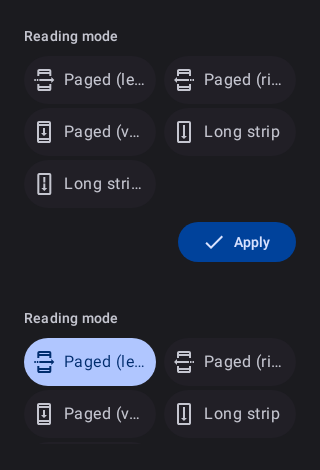 Reading mode
Paged (le...
Paged (ri...
Paged (v...
Long strip
Long stri...
Apply
Reading mode
Paged (le...
Paged (ri...
Paged (v...
Long strip